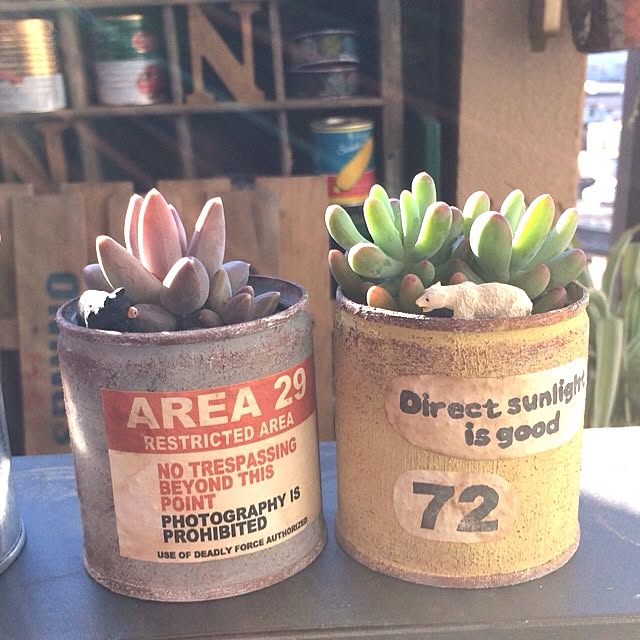 N
AREA 29
RESTRICTED AREA
NO TRESPASSING
BEYOND THIS
POINT
PHOTOGRAPHY IS
PROHIBITED
USE OF DEADLY FORCE AUTHORIZED
Direct sunlight
is good
72